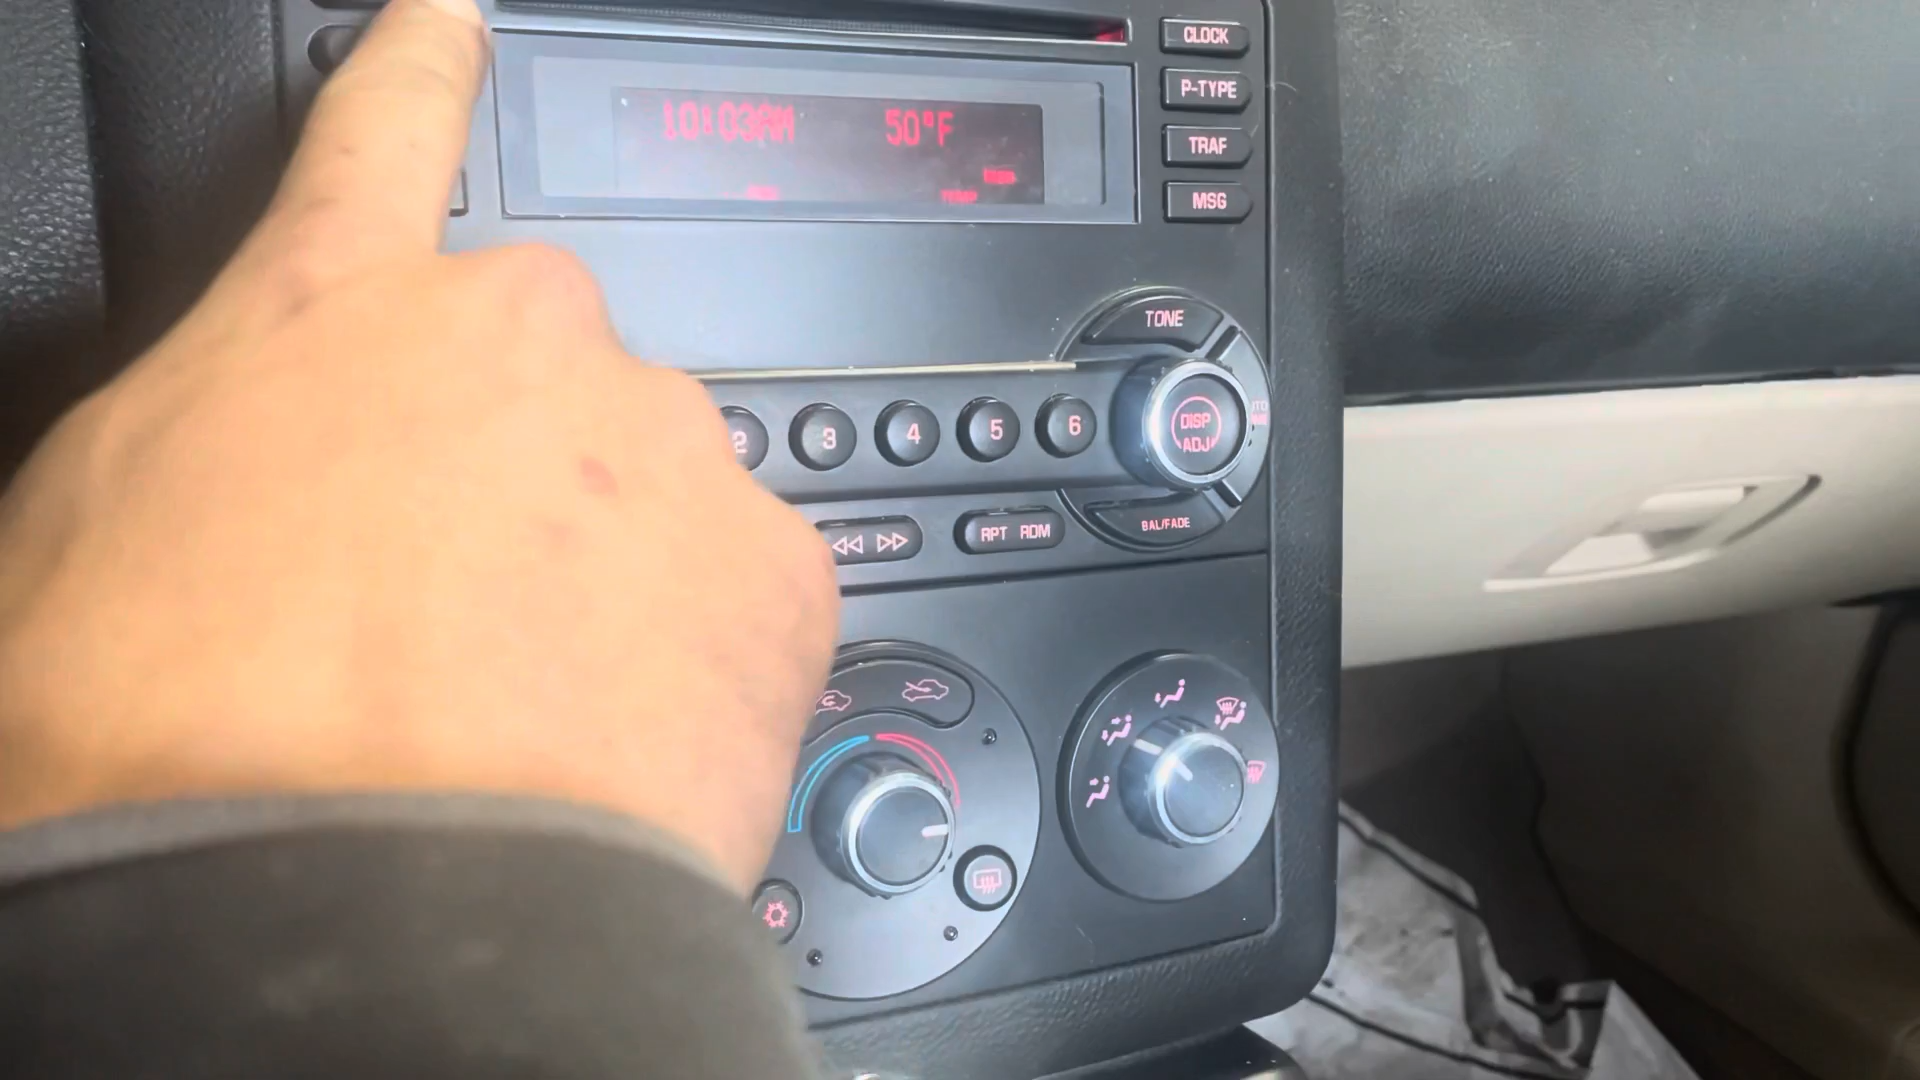 CLOCK
10:03AM 50°F
P-TYPE
TRAF
TEMP
MSG
TONE
2 3 4 5 6
DISP
ADJ
RPT RDM
BAL/FADE